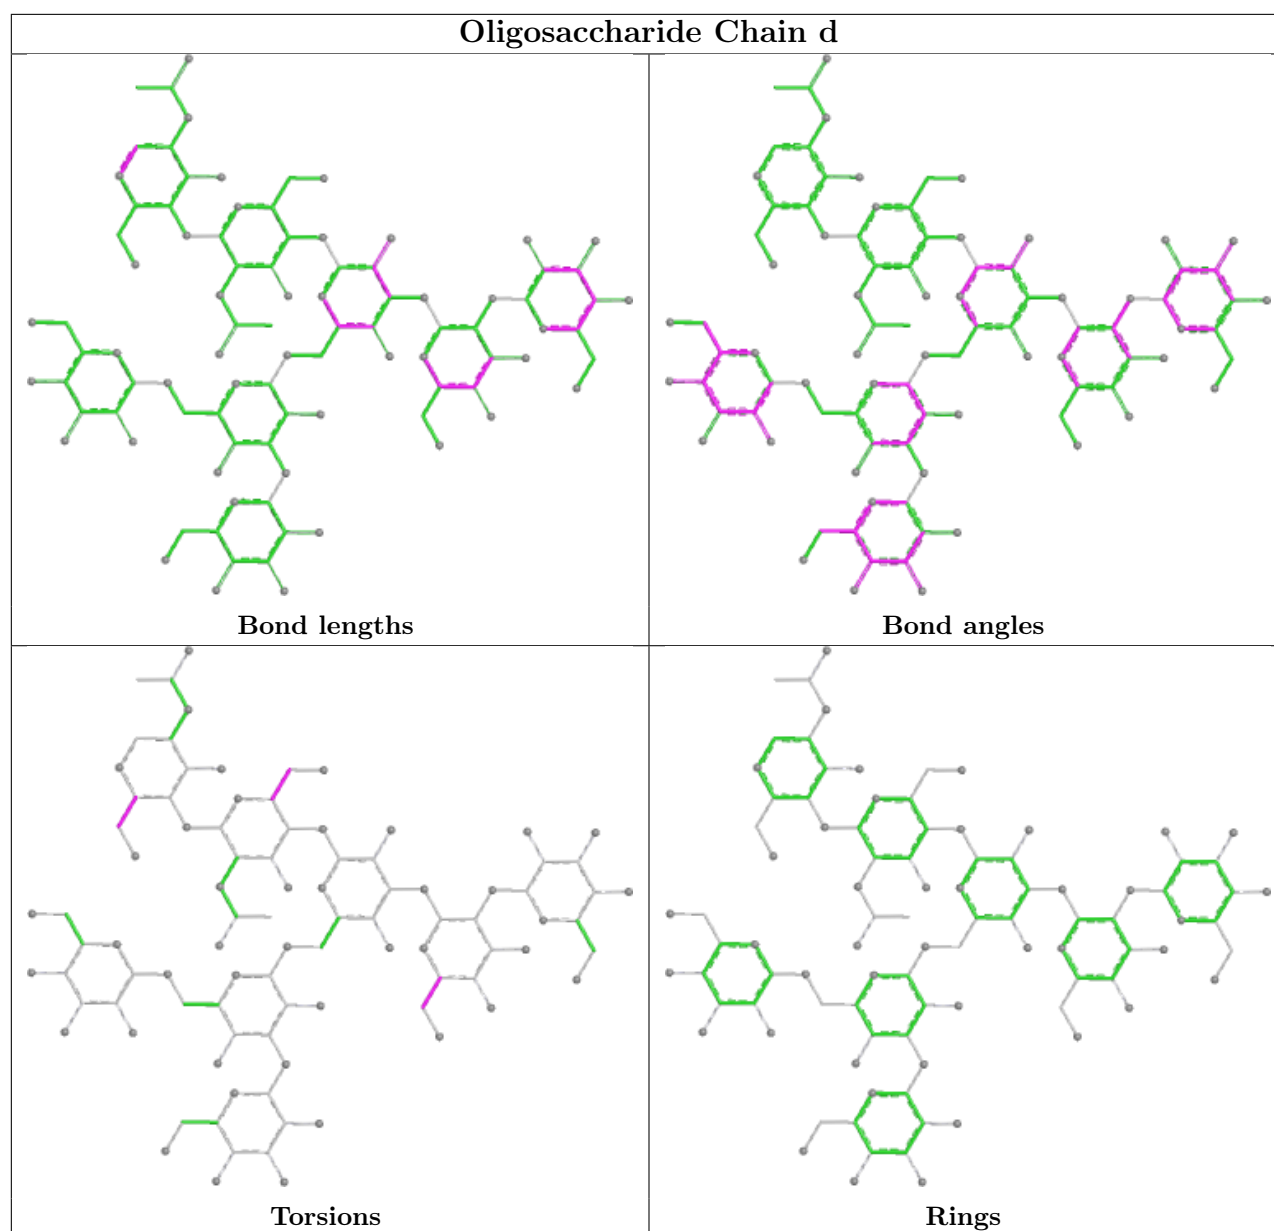 Oligosaccharide Chain d
Bond lengths
Bond angles
Torsions
Rings